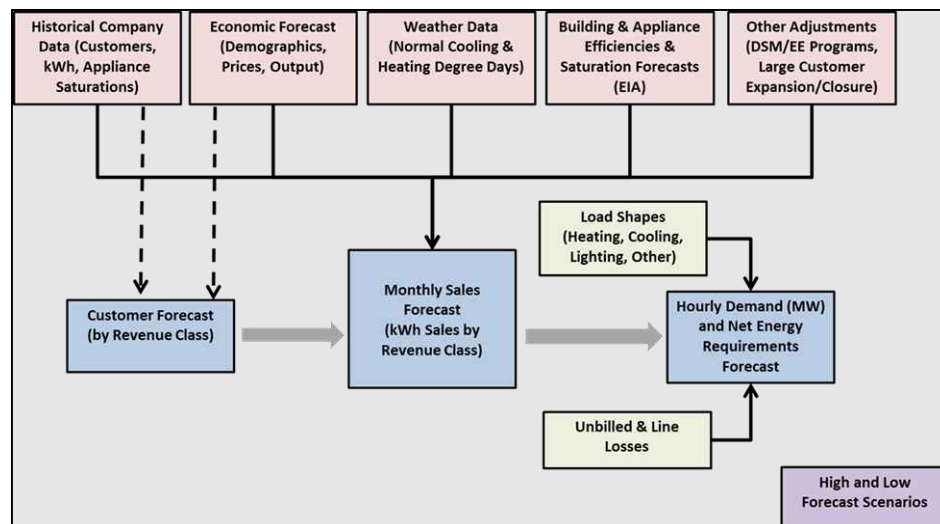 Historical Company
Data (Customers,
kWh, Appliance
Saturations)
Economic Forecast
(Demographics,
Prices, Output)
Weather Data
(Normal Cooling &
Heating Degree Days)
Building & Appliance
Efficiencies &
Saturation Forecasts
(EIA)
Other Adjustments
(DSM/EE Programs,
Large Customer
Expansion/Closure)
Load Shapes
(Heating, Cooling,
Lighting, Other)
Customer Forecast
(by Revenue Class)
Monthly Sales
Forecast
(kWh Sales by
Revenue Class)
Hourly Demand (MW)
and Net Energy
Requirements
Forecast
Unbilled & Line
Losses
High and Low
Forecast Scenarios